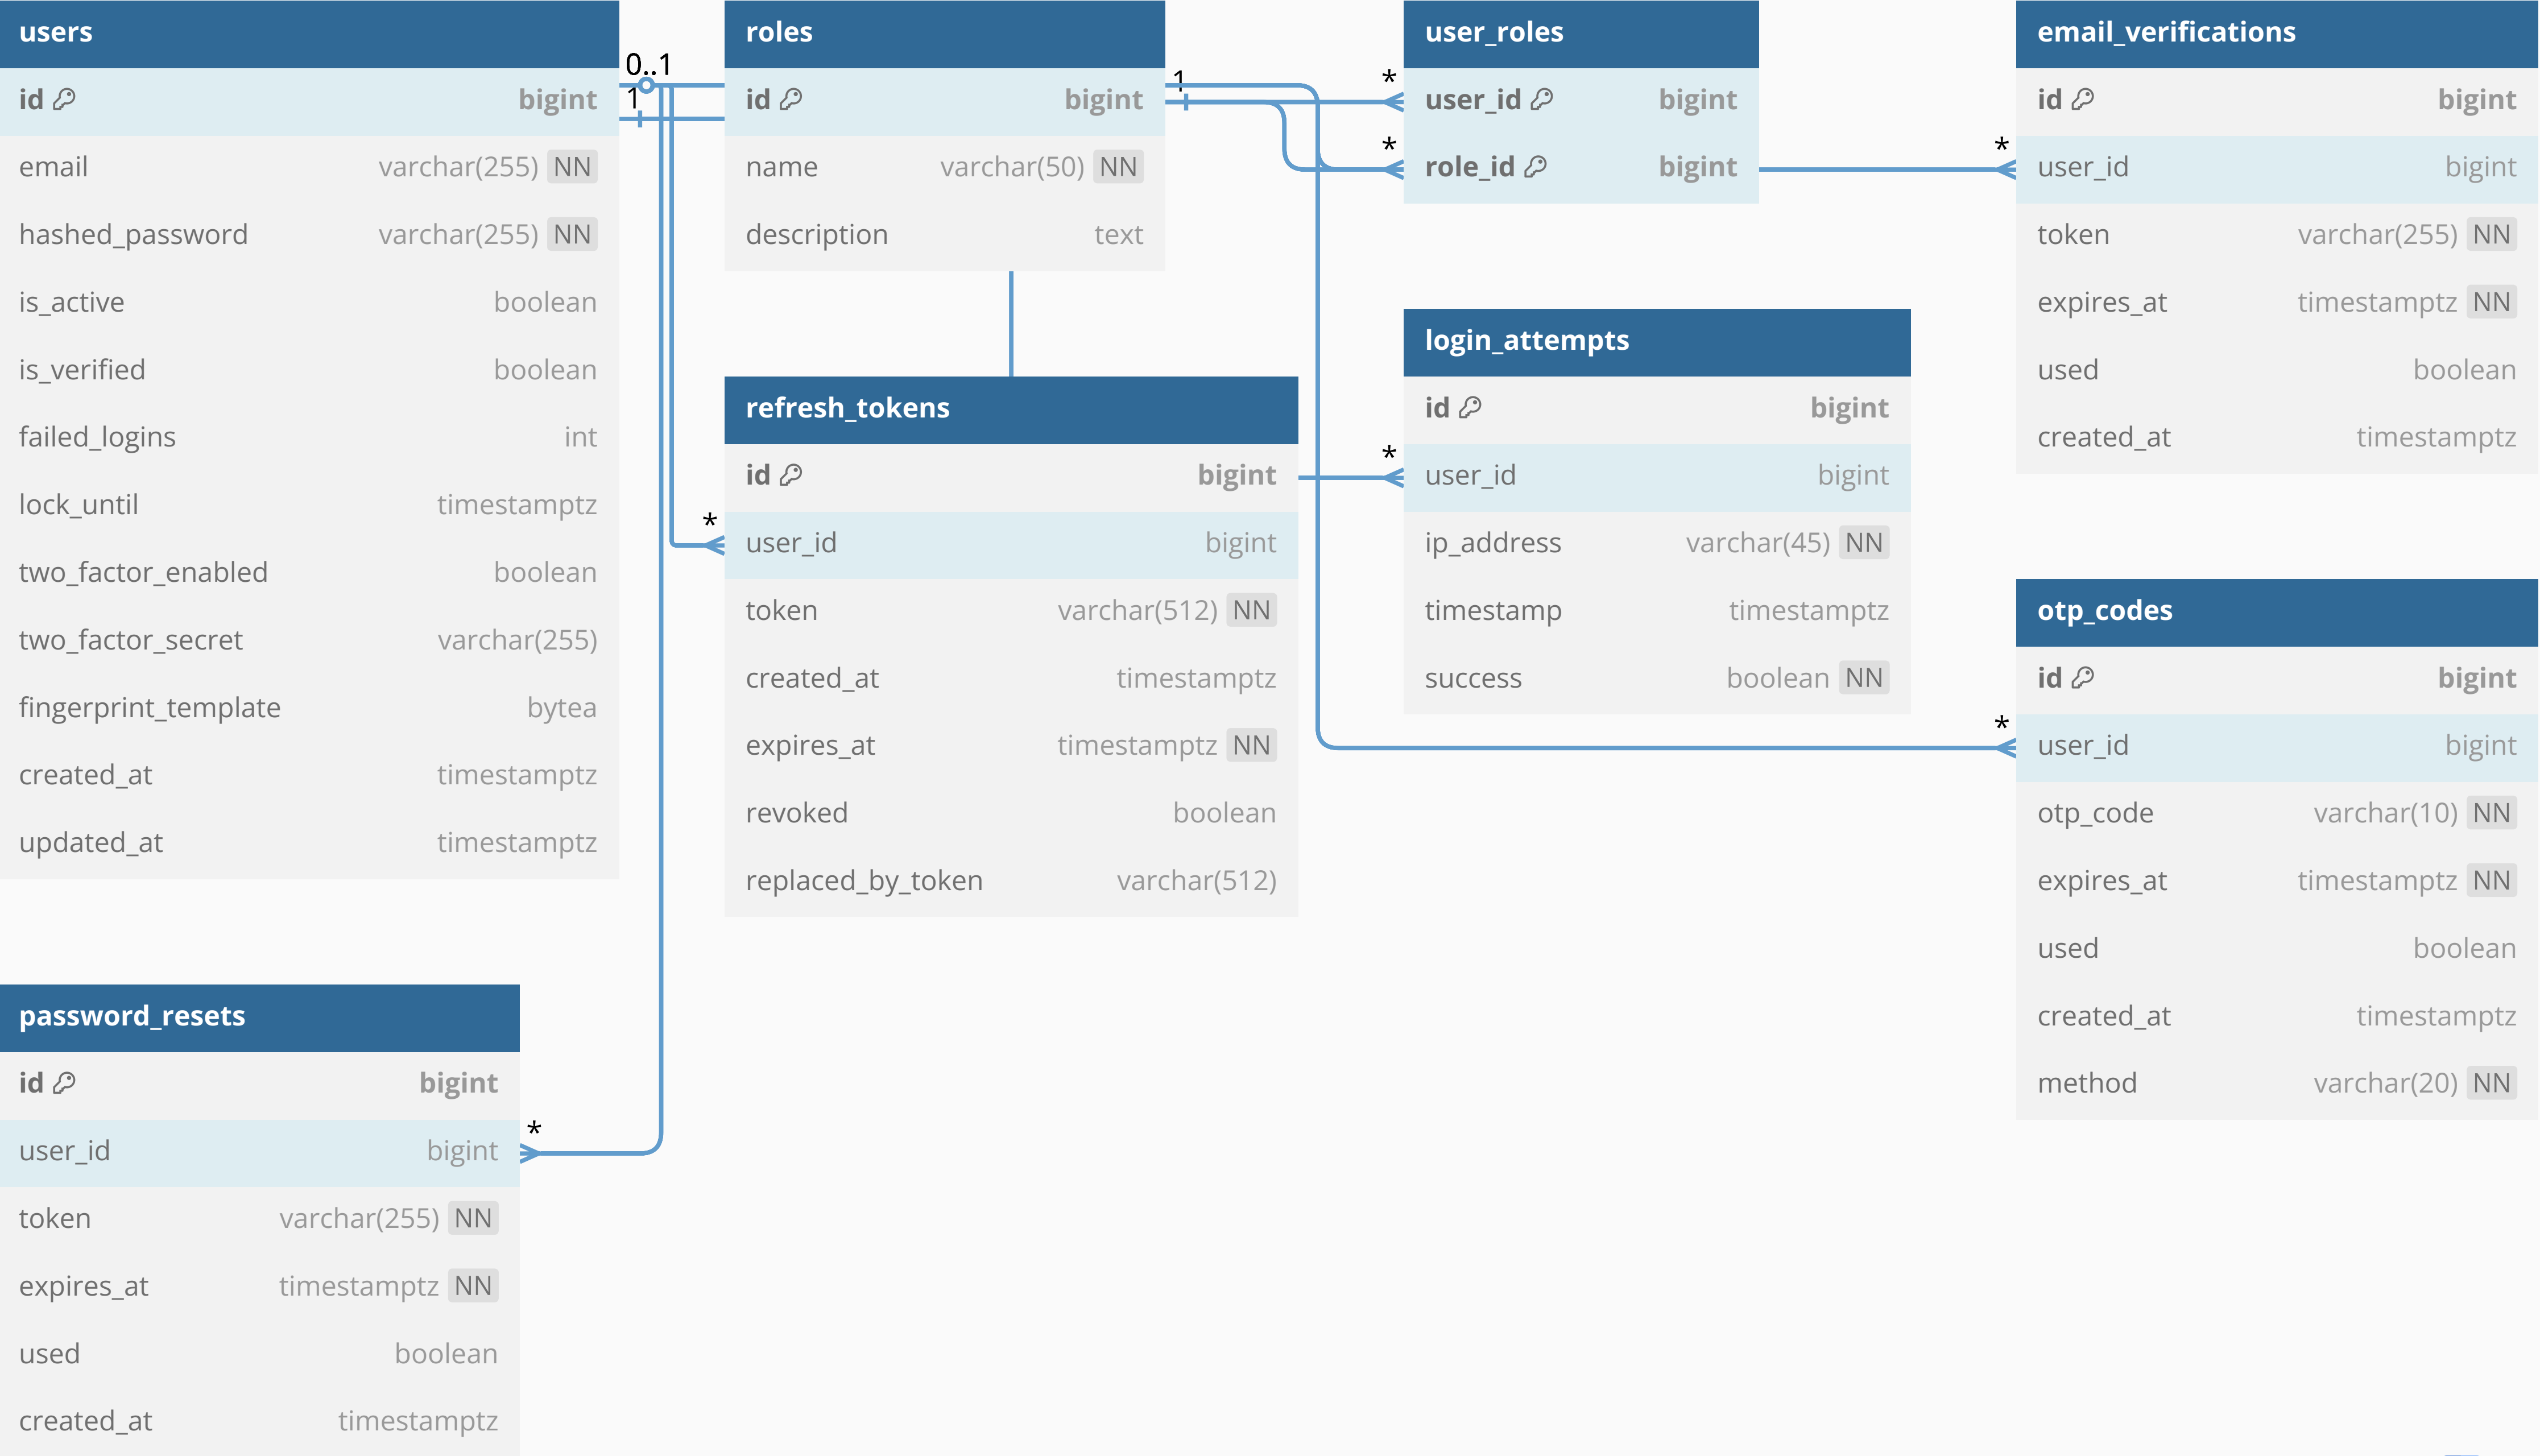 users
0..1
1
id bigint
email varchar(255) NN
hashed_password varchar(255) NN
is_active boolean
is_verified boolean
failed_logins int
lock_until timestamptz
two_factor_enabled boolean
two_factor_secret varchar(255)
fingerprint_template bytea
created_at timestamptz
updated_at timestamptz
roles
1
id bigint
name varchar(50) NN
description text
user_roles
*
user_id bigint
*
role_id bigint
email_verifications
id bigint
*
user_id bigint
token varchar(255) NN
expires_at timestamptz NN
used boolean
created_at timestamptz
refresh_tokens
id bigint
*
user_id bigint
token varchar(512) NN
created_at timestamptz
expires_at timestamptz NN
revoked boolean
replaced_by_token varchar(512)
login_attempts
id bigint
*
user_id bigint
ip_address varchar(45) NN
timestamp timestamptz
success boolean NN
otp_codes
id bigint
*
user_id bigint
otp_code varchar(10) NN
expires_at timestamptz NN
used boolean
created_at timestamptz
method varchar(20) NN
password_resets
id bigint
*
user_id bigint
token varchar(255) NN
expires_at timestamptz NN
used boolean
created_at timestamptz